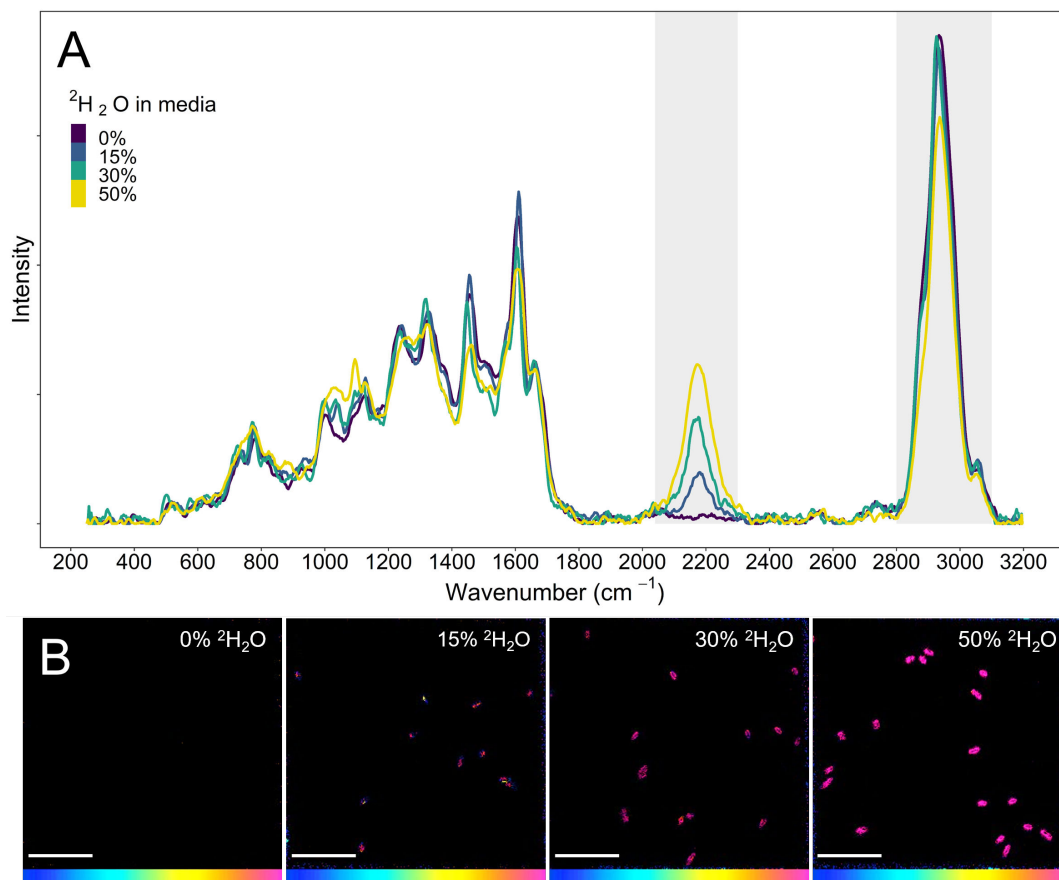 A
²H ₂ O in media
0%
15%
30%
50%
Intensity
200 400 600 800 1000 1200 1400 1600 1800 2000 2200 2400 2600 2800 3000 3200
Wavenumber (cm ⁻¹)
B
0% ²H₂O
15% ²H₂O
30% ²H₂O
50% ²H₂O